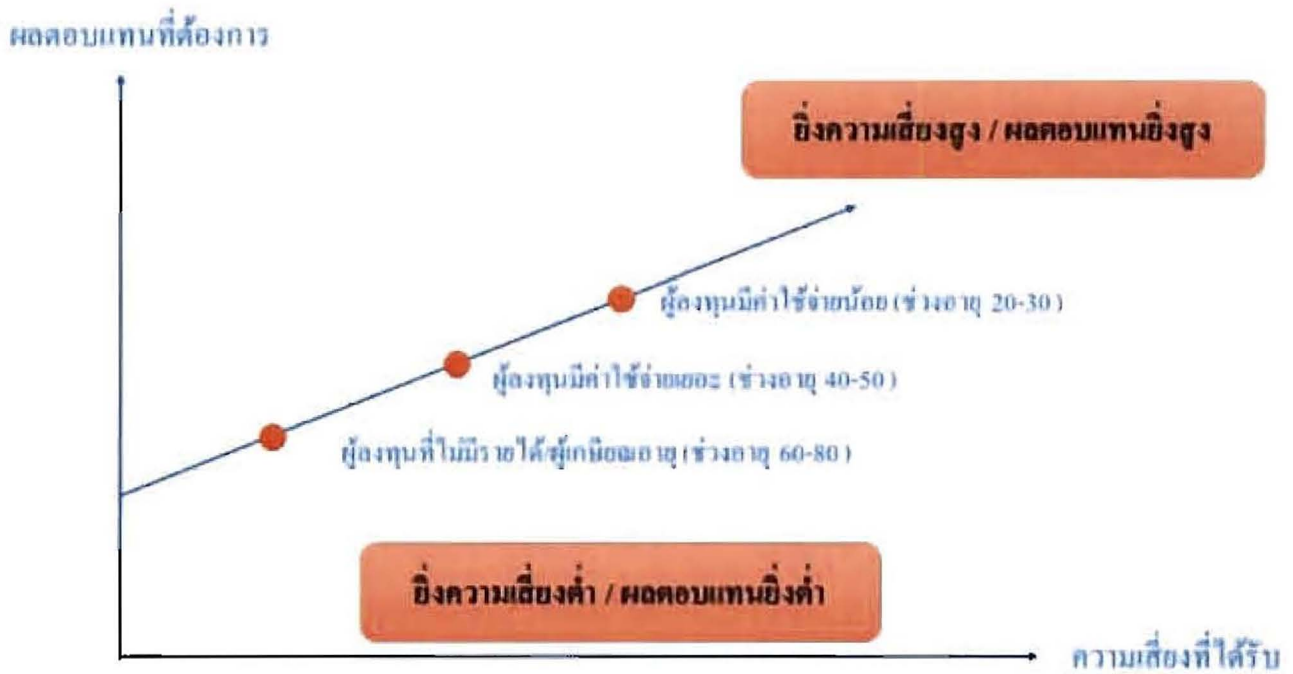 ผลตอบแทนที่ต้องการ
ยิ่งความเสี่ยงสูง / ผลตอบแทนยิ่งสูง
ผู้ลงทุนมีค่าใช้จ่ายน้อย (ช่วงอายุ 20-30)
ผู้ลงทุนมีค่าใช้จ่ายเยอะ (ช่วงอายุ 40-50)
ผู้ลงทุนที่ไม่มีรายได้/ผู้เกษียณอายุ (ช่วงอายุ 60-80)
ยิ่งความเสี่ยงต่ำ / ผลตอบแทนยิ่งต่ำ
ความเสี่ยงที่ได้รับ